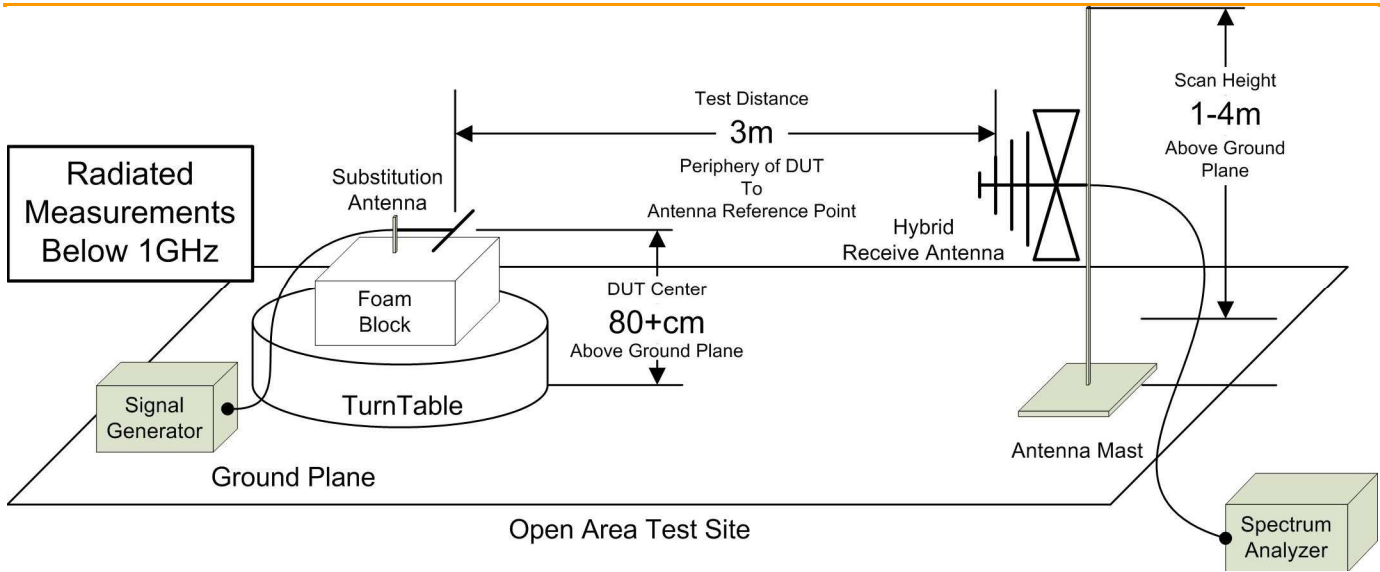 Radiated
Measurements
Below 1GHz
Substitution
Antenna
Test Distance
3m
Periphery of DUT
To
Antenna Reference Point
Scan Height
1-4m
Above Ground
Plane
Hybrid
Receive Antenna
Foam
Block
DUT Center
80+cm
Above Ground Plane
Signal
Generator
TurnTable
Antenna Mast
Ground Plane
Open Area Test Site
Spectrum
Analyzer